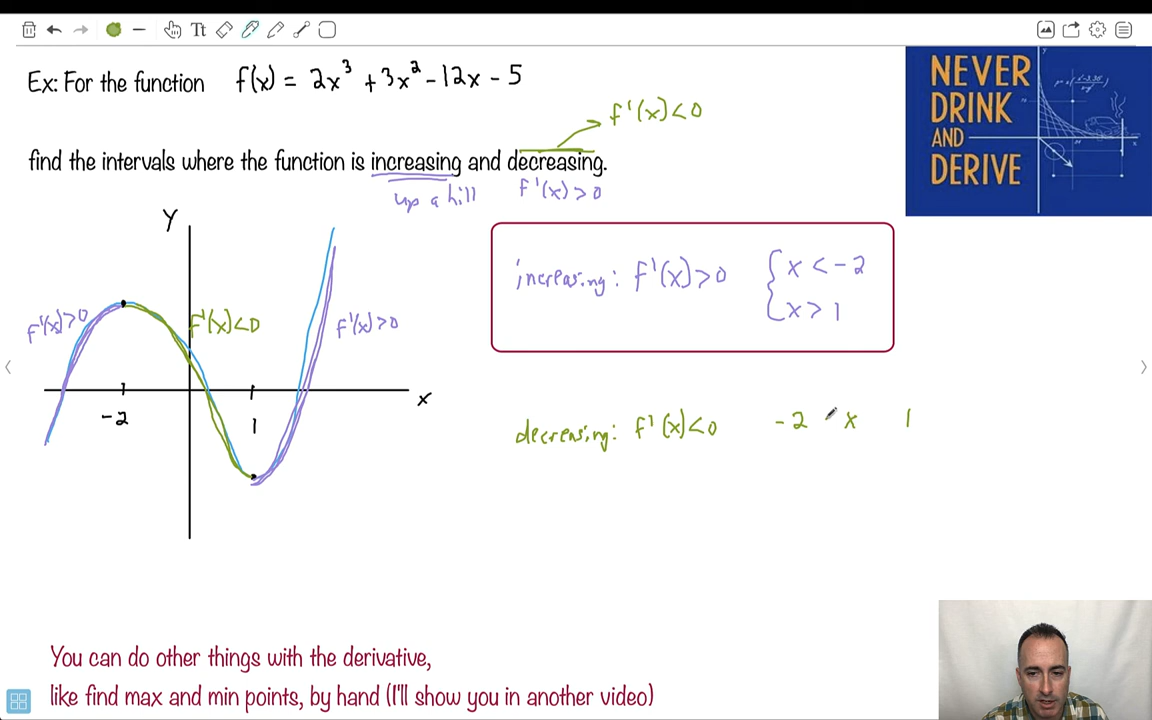 Tt
Ex: For the function f(x) = 2x³ + 3x² - 12x - 5
f'(x) < 0
find the intervals where the function is increasing and decreasing.
up a hill f'(x) > 0
NEVER
DRINK
AND
DERIVE
Y
increasing: f'(x) > 0 { x < -2
x > 1
f'(x) > 0
f'(x) < 0
f'(x) > 0
x
-2
1
decreasing: f'(x) < 0 -2 x 1
You can do other things with the derivative,
like find max and min points, by hand (I'll show you in another video)